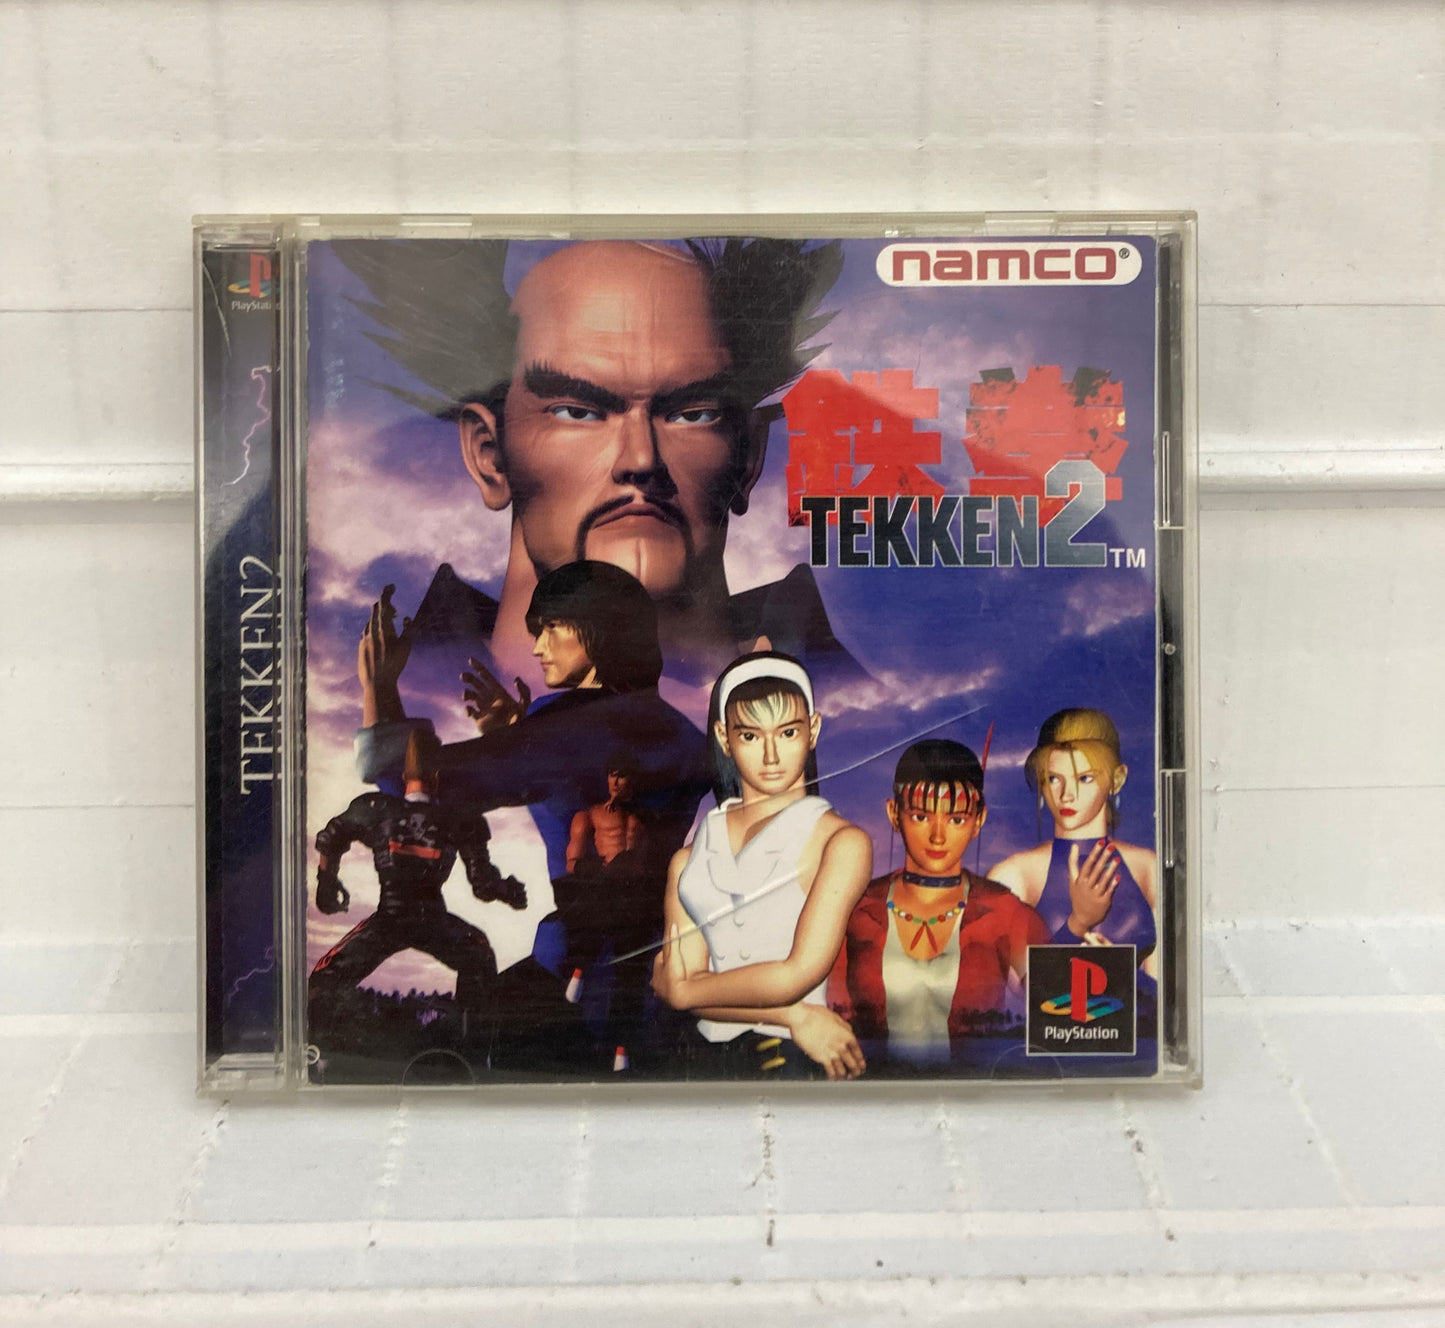 namco®
鉄拳
TEKKEN2™
PlayStation
PlayStation
TEKKEN2